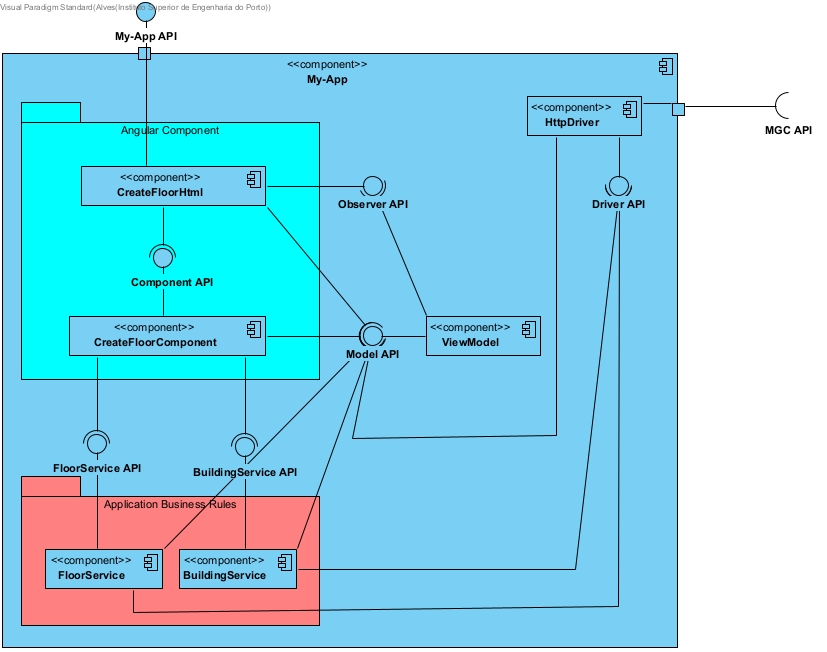 Visual Paradigm Standard(Alves(Instituto Superior de Engenharia do Porto))
My-App API
<<component>>
My-App
<<component>>
HttpDriver
MGC API
Angular Component
<<component>>
CreateFloorHtml
Observer API
Driver API
Component API
<<component>>
CreateFloorComponent
Model API
<<component>>
ViewModel
FloorService API
BuildingService API
Application Business Rules
<<component>>
FloorService
<<component>>
BuildingService